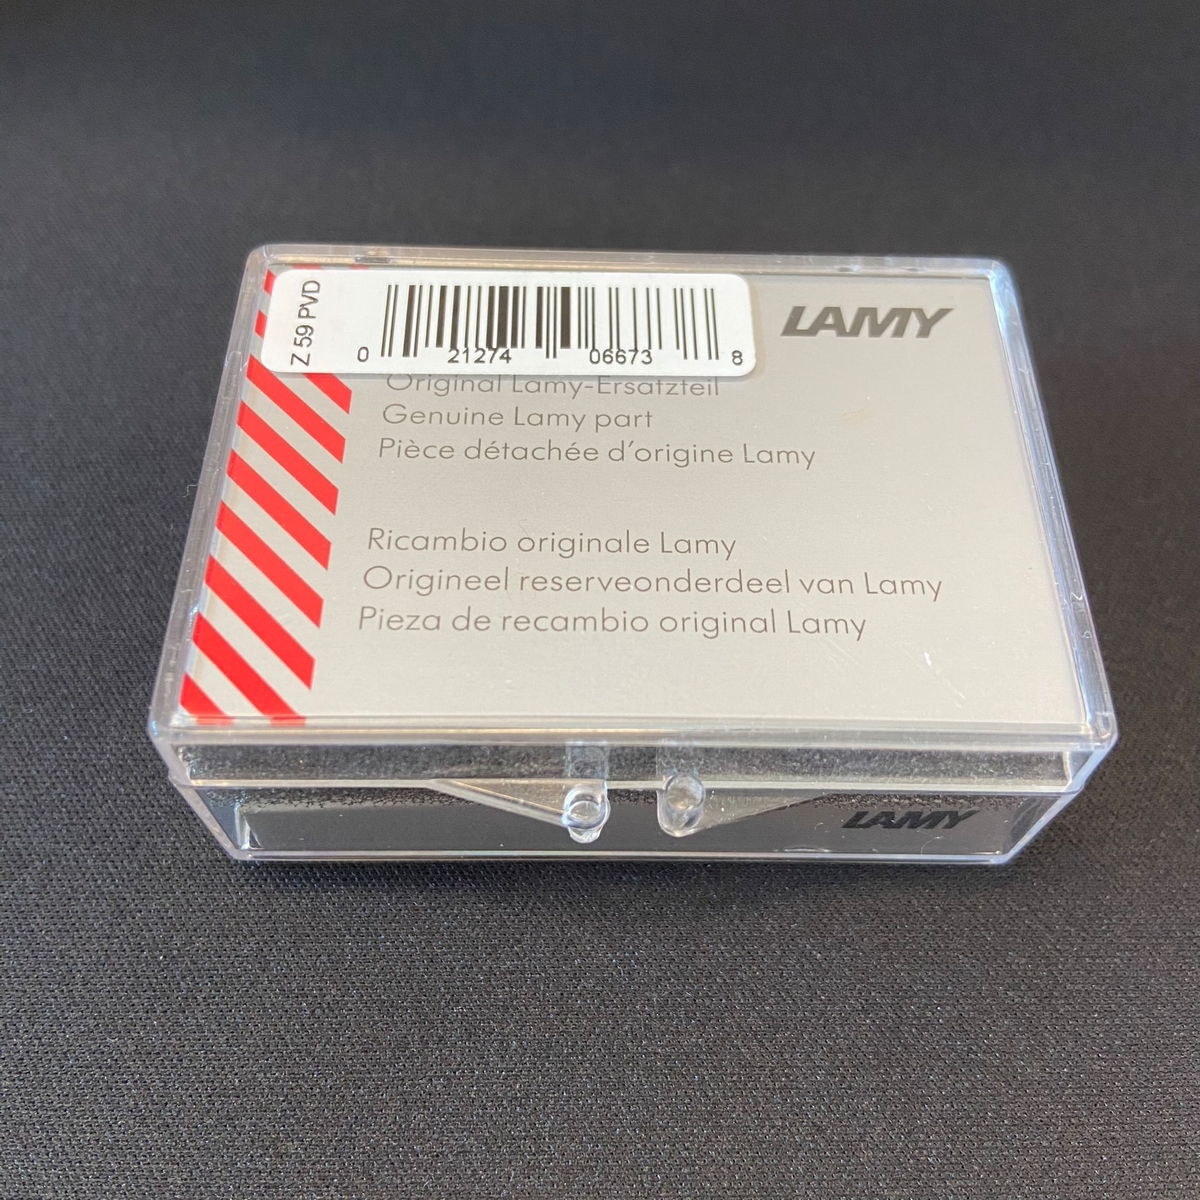 Z 59 PVD
0 21274 06673 8
LAMY
Original Lamy-Ersatzteil
Genuine Lamy part
Pièce détachée d'origine Lamy
Ricambio originale Lamy
Origineel reserveonderdeel van Lamy
Pieza de recambio original Lamy
LAMY